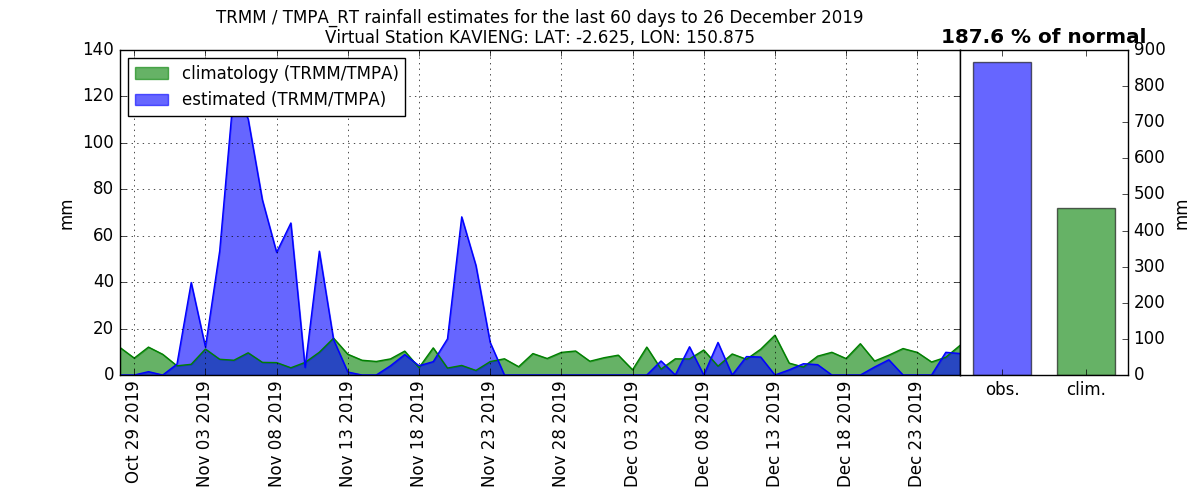 TRMM / TMPA_RT rainfall estimates for the last 60 days to 26 December 2019
Virtual Station KAVIENG: LAT: -2.625, LON: 150.875
187.6 % of normal
climatology (TRMM/TMPA)
estimated (TRMM/TMPA)
mm
140
120
100
80
60
40
20
0
Oct 29 2019
Nov 03 2019
Nov 08 2019
Nov 13 2019
Nov 18 2019
Nov 23 2019
Nov 28 2019
Dec 03 2019
Dec 08 2019
Dec 13 2019
Dec 18 2019
Dec 23 2019
900
800
700
600
500
400
300
200
100
0
mm
obs.
clim.